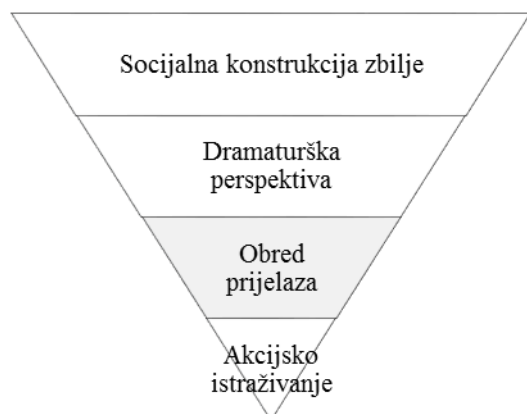 Socijalna konstrukcija zbilje
Dramaturška
perspektiva
Obred
prijelaza
Akcijsko
istraživanje